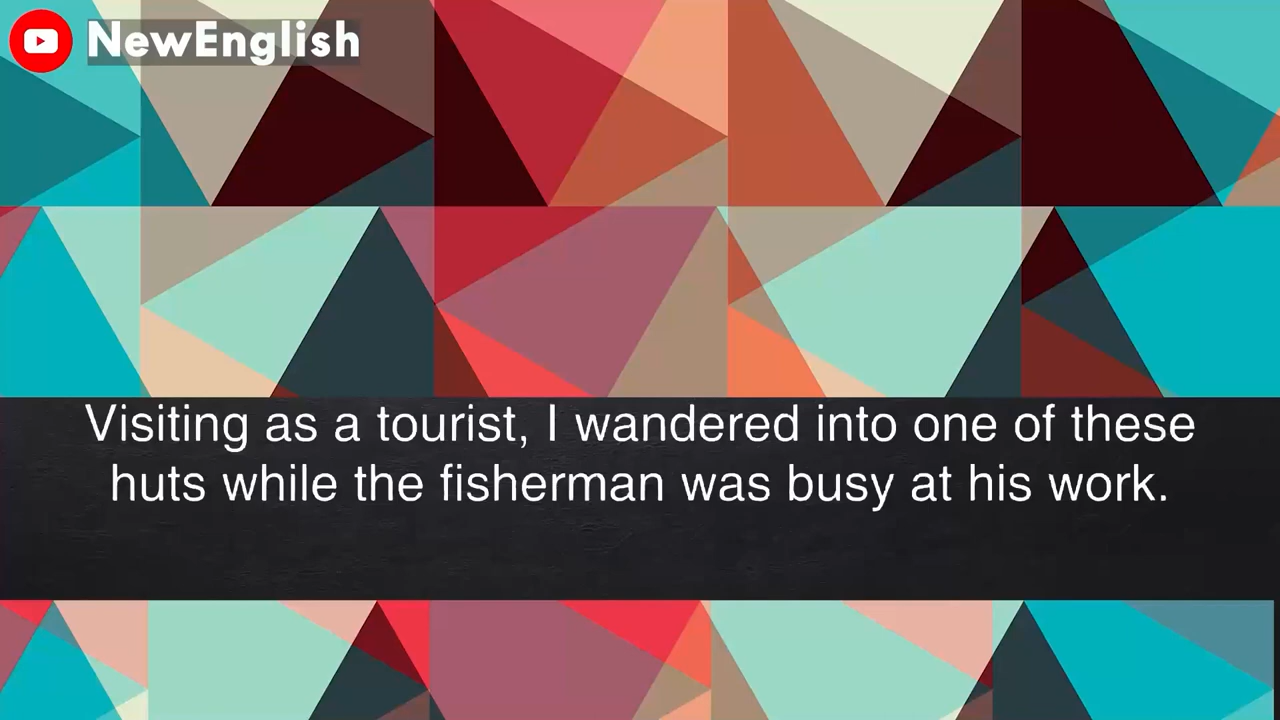 NewEnglish
Visiting as a tourist, I wandered into one of these
huts while the fisherman was busy at his work.